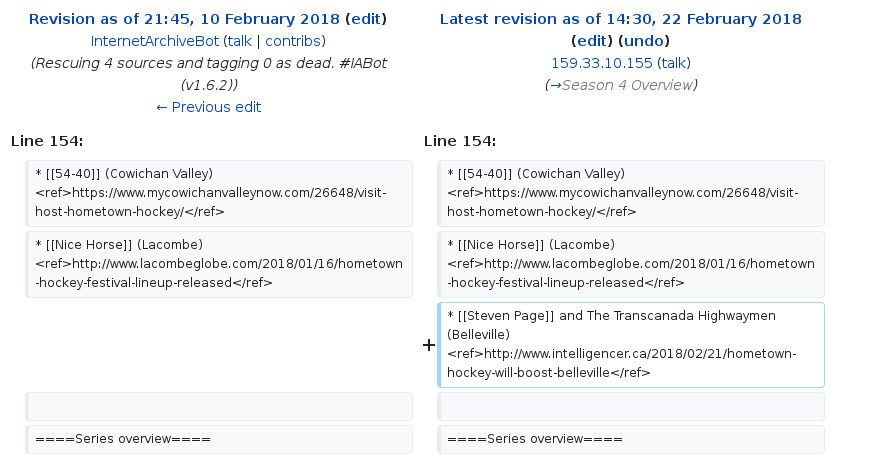 Revision as of 21:45, 10 February 2018 (edit)
InternetArchiveBot (talk | contribs)
(Rescuing 4 sources and tagging 0 as dead. #IABot
(v1.6.2))
← Previous edit
Latest revision as of 14:30, 22 February 2018
(edit) (undo)
159.33.10.155 (talk)
(→Season 4 Overview)
Line 154:
Line 154:
* [[54-40]] (Cowichan Valley)
<ref>https://www.mycowichanvalleynow.com/26648/visit-
host-hometown-hockey/</ref>
* [[54-40]] (Cowichan Valley)
<ref>https://www.mycowichanvalleynow.com/26648/visit-
host-hometown-hockey/</ref>
* [[Nice Horse]] (Lacombe)
<ref>http://www.lacombeglobe.com/2018/01/16/hometown
-hockey-festival-lineup-released</ref>
* [[Nice Horse]] (Lacombe)
<ref>http://www.lacombeglobe.com/2018/01/16/hometown
-hockey-festival-lineup-released</ref>
+
* [[Steven Page]] and The Transcanada Highwaymen
(Belleville)
<ref>http://www.intelligencer.ca/2018/02/21/hometown-
hockey-will-boost-belleville</ref>
====Series overview====
====Series overview====